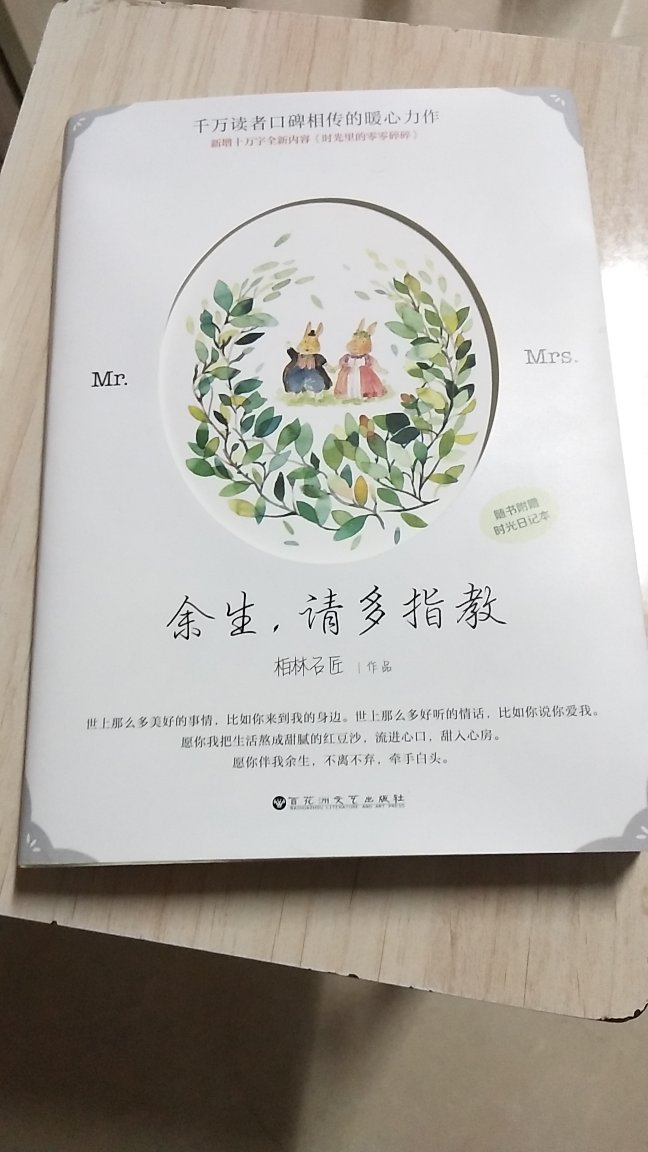 千万读者口碑相传的暖心力作
新增十万字全新内容《时光里的零零碎碎》
Mr.
Mrs.
随书附赠
时光日记本
余生，请多指教
柏林石匠 | 作品
世上那么多美好的事情，比如你来到我的身边。世上那么多好听的情话，比如你说你爱我。
愿你我把生活熬成甜腻的红豆沙，流进心口，甜入心房。
愿你伴我余生，不离不弃，牵手白头。
百花洲文艺出版社
BAIHUAZHOU LITERATURE AND ART PRESS